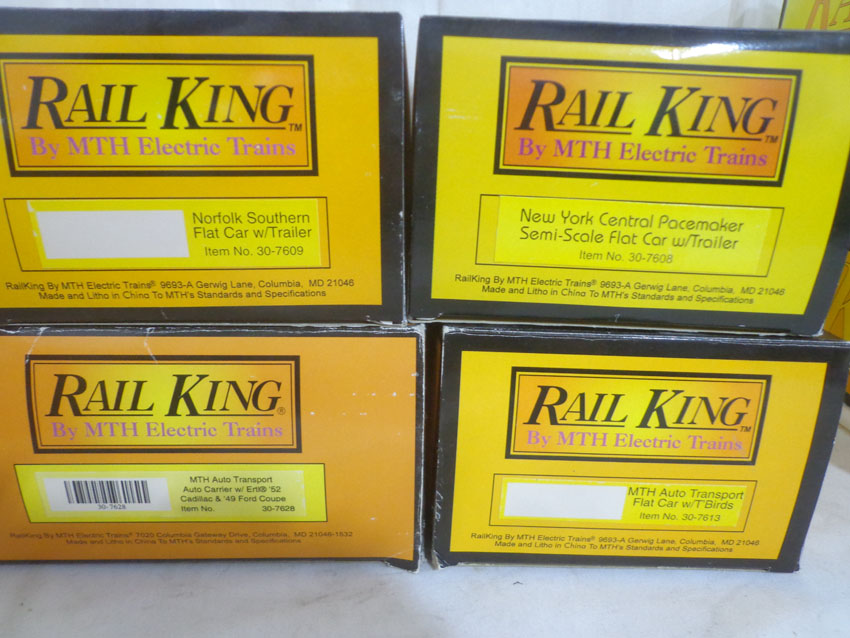 RAIL KING TM
By MTH Electric Trains
Norfolk Southern
Flat Car w/Trailer
Item No. 30-7609
RailKing By MTH Electric Trains® 9693-A Gerwig Lane, Columbia, MD 21046
Made and Litho in China To MTH's Standards and Specifications
RAIL KING TM
By MTH Electric Trains
New York Central Pacemaker
Semi-Scale Flat Car w/Trailer
Item No. 30-7608
RailKing By MTH Electric Trains® 9693-A Gerwig Lane, Columbia, MD 21046
Made and Litho in China To MTH's Standards and Specifications
RAIL KING ®
By MTH Electric Trains
30-7628
MTH Auto Transport
Auto Carrier w/ Ertl® '52
Cadillac & '49 Ford Coupe
Item No. 30-7628
RailKing By MTH Electric Trains® 7020 Columbia Gateway Drive, Columbia, MD 21046-1532
Made and Litho in China To MTH's Standards and Specifications
RAIL KING TM
By MTH Electric Trains
MTH Auto Transport
Flat Car w/T'Birds
Item No. 30-7613
RailKing By MTH Electric Trains® 9693-A Gerwig Lane, Columbia, MD 21046
Made and Litho in China To MTH's Standards and Specifications